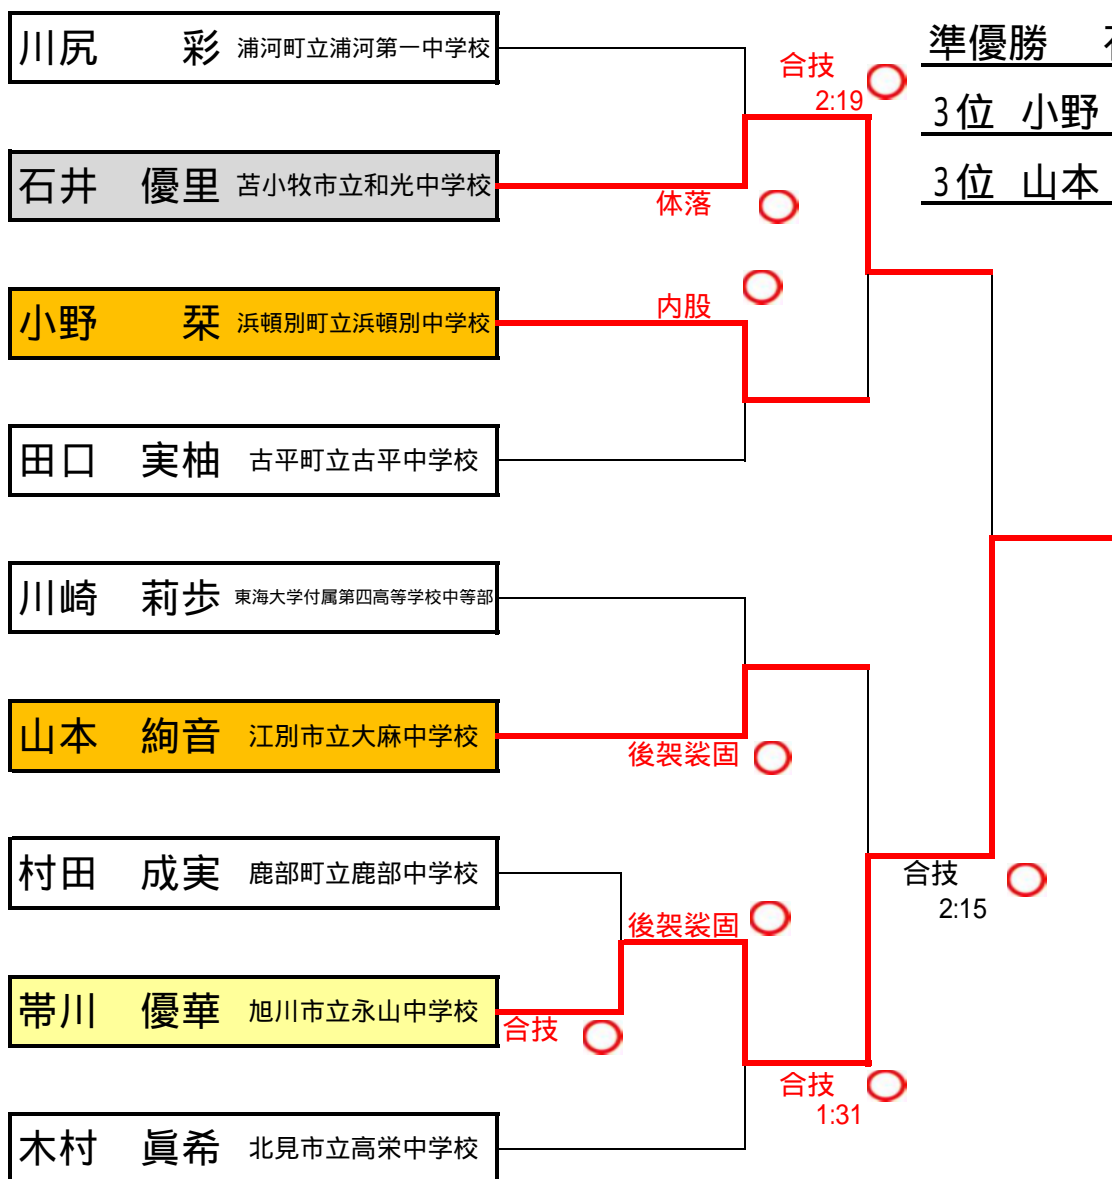 川尻 彩 浦河町立浦河第一中学校
合技
2:19
準優勝
石井 優里 苫小牧市立和光中学校
体落
3位 小野
3位 山本
小野 栞 浜頓別町立浜頓別中学校
内股
田口 実柚 古平町立古平中学校
川崎 莉歩 東海大学付属第四高等学校中等部
山本 絢音 江別市立大麻中学校
後袈裟固
村田 成実 鹿部町立鹿部中学校
後袈裟固
合技
2:15
帯川 優華 旭川市立永山中学校
合技
合技
1:31
木村 眞希 北見市立高栄中学校